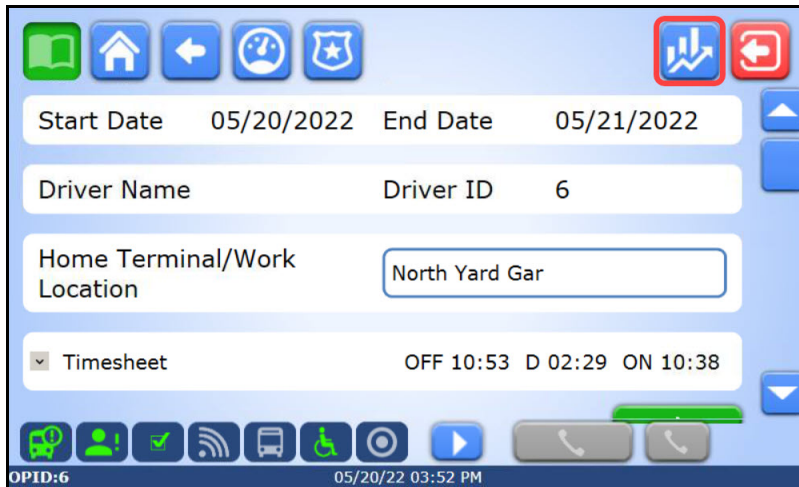 Start Date 05/20/2022 End Date 05/21/2022
Driver Name Driver ID 6
Home Terminal/Work
Location
North Yard Gar
Timesheet OFF 10:53 D 02:29 ON 10:38
OPID:6 05/20/22 03:52 PM